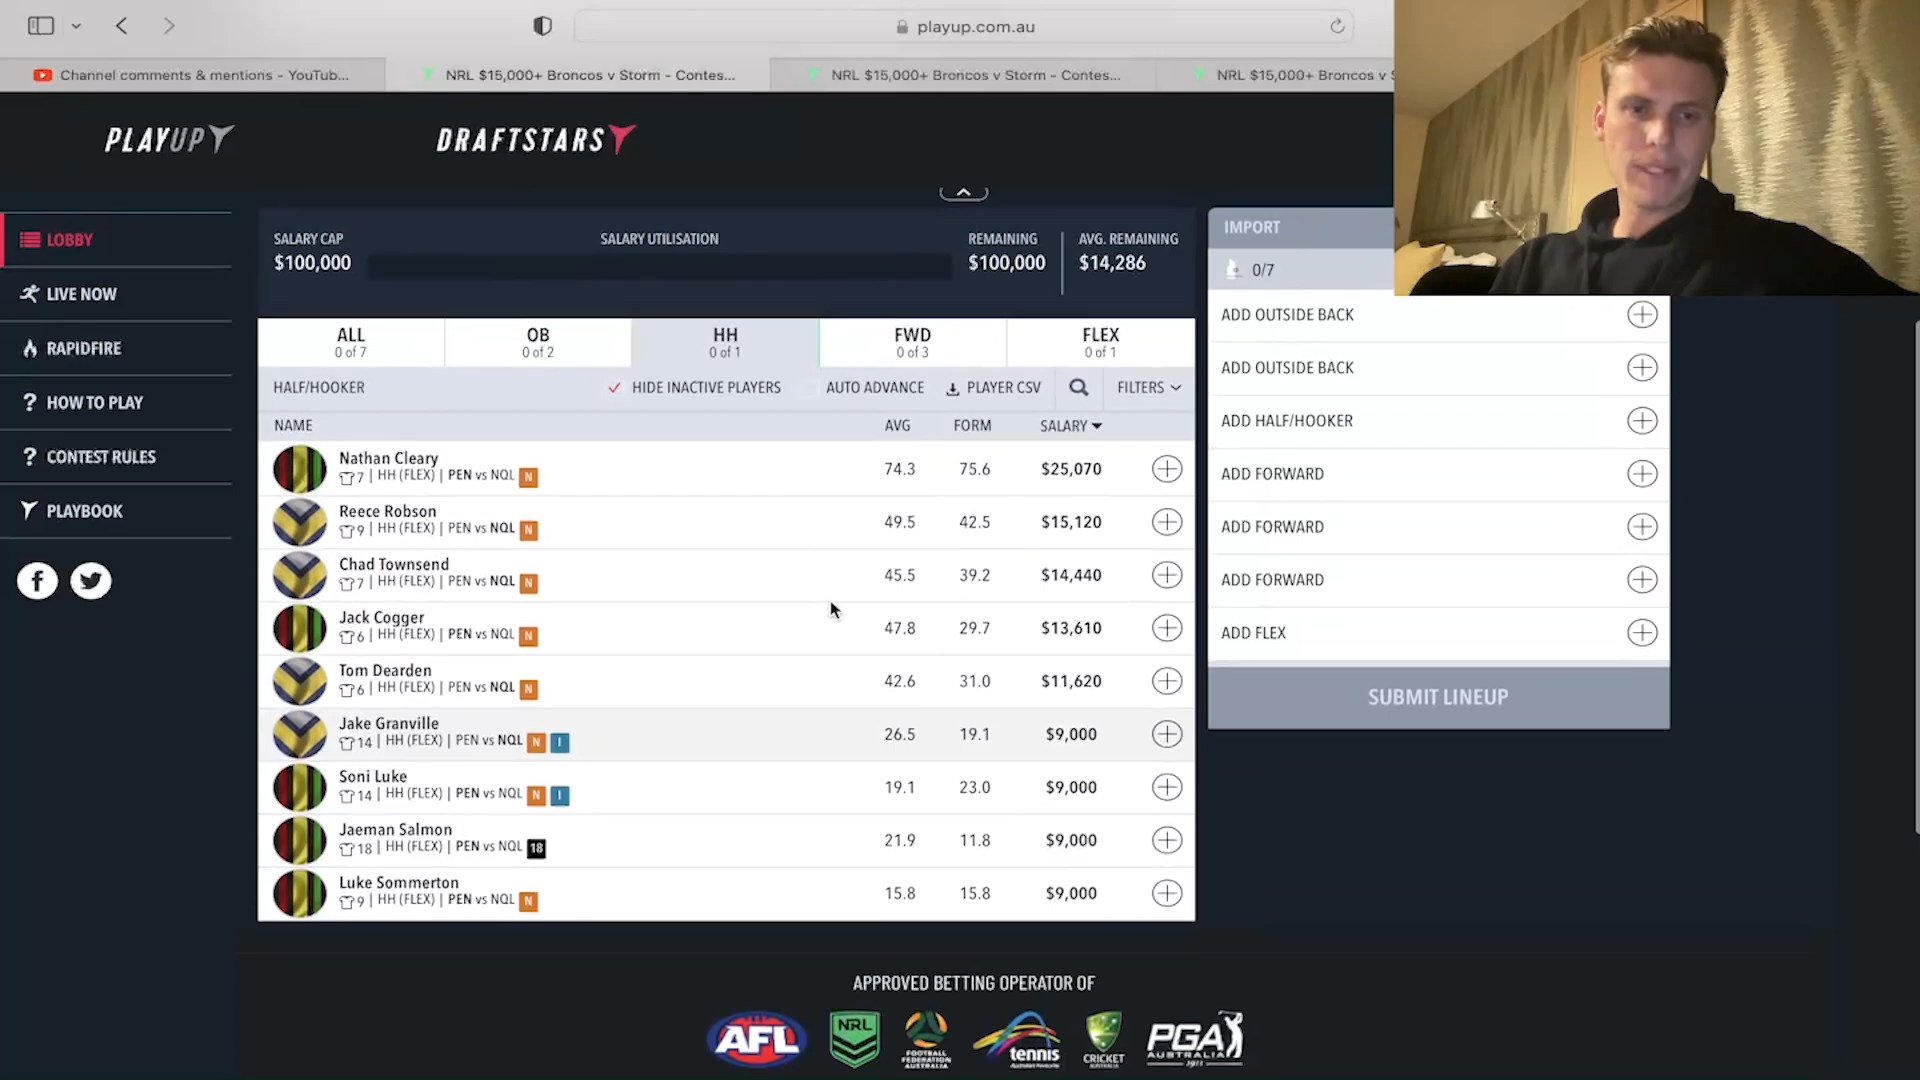 playup.com.au
Channel comments & mentions - YouTub...
NRL $15,000+ Broncos v Storm - Contes...
NRL $15,000+ Broncos v Storm - Contes...
NRL $15,000+ Broncos v S
PLAYUP
DRAFTSTARS
LOBBY
LIVE NOW
RAPIDFIRE
? HOW TO PLAY
? CONTEST RULES
PLAYBOOK
SALARY CAP
$100,000
SALARY UTILISATION
REMAINING
$100,000
AVG. REMAINING
$14,286
ALL
0 of 7
OB
0 of 2
HH
0 of 1
FWD
0 of 3
FLEX
0 of 1
HALF/HOOKER
HIDE INACTIVE PLAYERS
AUTO ADVANCE
PLAYER CSV
FILTERS
NAME AVG FORM SALARY
Nathan Cleary
7 | HH (FLEX) | PEN vs NQL N
74.3 75.6 $25,070
Reece Robson
9 | HH (FLEX) | PEN vs NQL N
49.5 42.5 $15,120
Chad Townsend
7 | HH (FLEX) | PEN vs NQL N
45.5 39.2 $14,440
Jack Cogger
6 | HH (FLEX) | PEN vs NQL N
47.8 29.7 $13,610
Tom Dearden
6 | HH (FLEX) | PEN vs NQL N
42.6 31.0 $11,620
Jake Granville
14 | HH (FLEX) | PEN vs NQL N I
26.5 19.1 $9,000
Soni Luke
14 | HH (FLEX) | PEN vs NQL N I
19.1 23.0 $9,000
Jaeman Salmon
18 | HH (FLEX) | PEN vs NQL 18
21.9 11.8 $9,000
Luke Sommerton
9 | HH (FLEX) | PEN vs NQL N
15.8 15.8 $9,000
IMPORT
0/7
ADD OUTSIDE BACK
ADD OUTSIDE BACK
ADD HALF/HOOKER
ADD FORWARD
ADD FORWARD
ADD FORWARD
ADD FLEX
SUBMIT LINEUP
APPROVED BETTING OPERATOR OF
AFL
NRL
FOOTBALL
FEDERATION
AUSTRALIA
tennis
CRICKET
AUSTRALIA
PGA
AUSTRALIA
1911